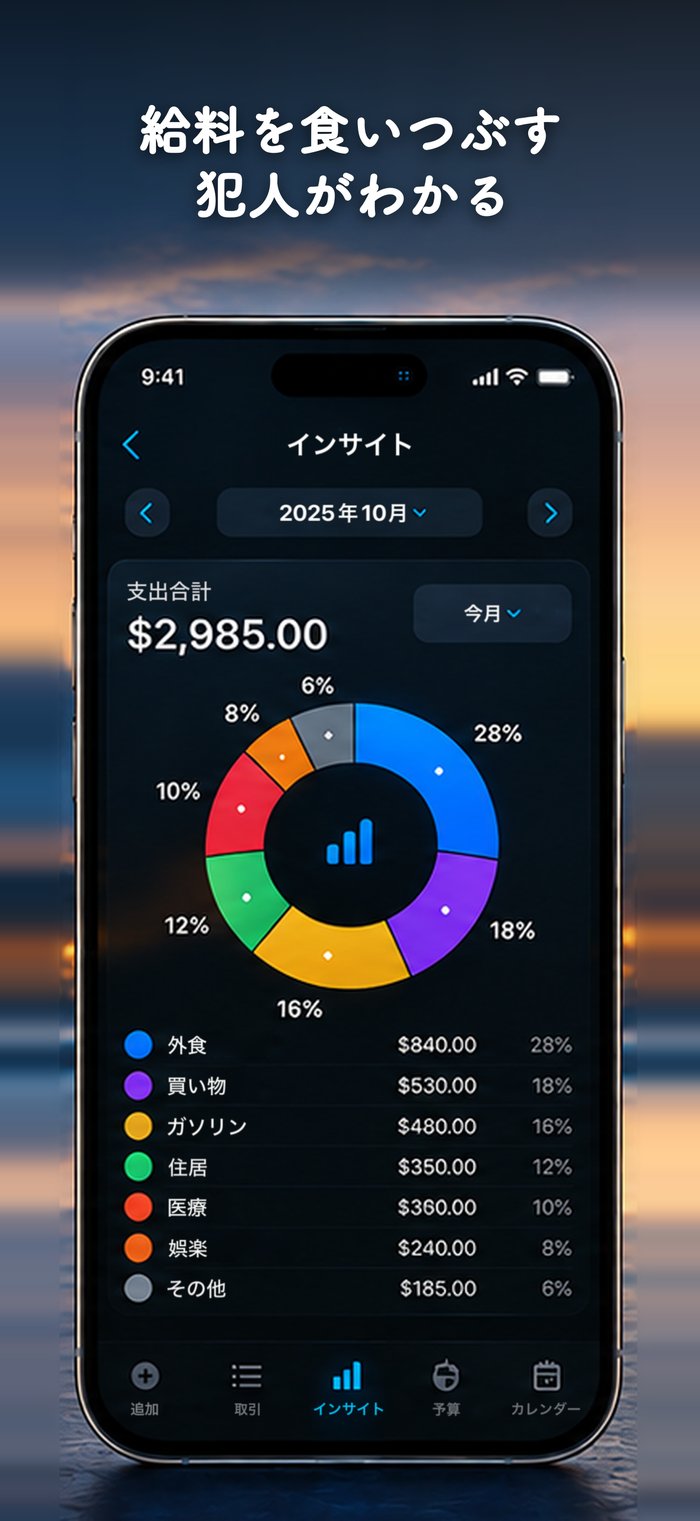 給料を食いつぶす
犯人がわかる
9:41
インサイト
2025年10月
支出合計
$2,985.00
今月
6%
8%
28%
10%
12%
18%
16%
外食 $840.00 28%
買い物 $530.00 18%
ガソリン $480.00 16%
住居 $350.00 12%
医療 $360.00 10%
娯楽 $240.00 8%
その他 $185.00 6%
追加 取引 インサイト 予算 カレンダー